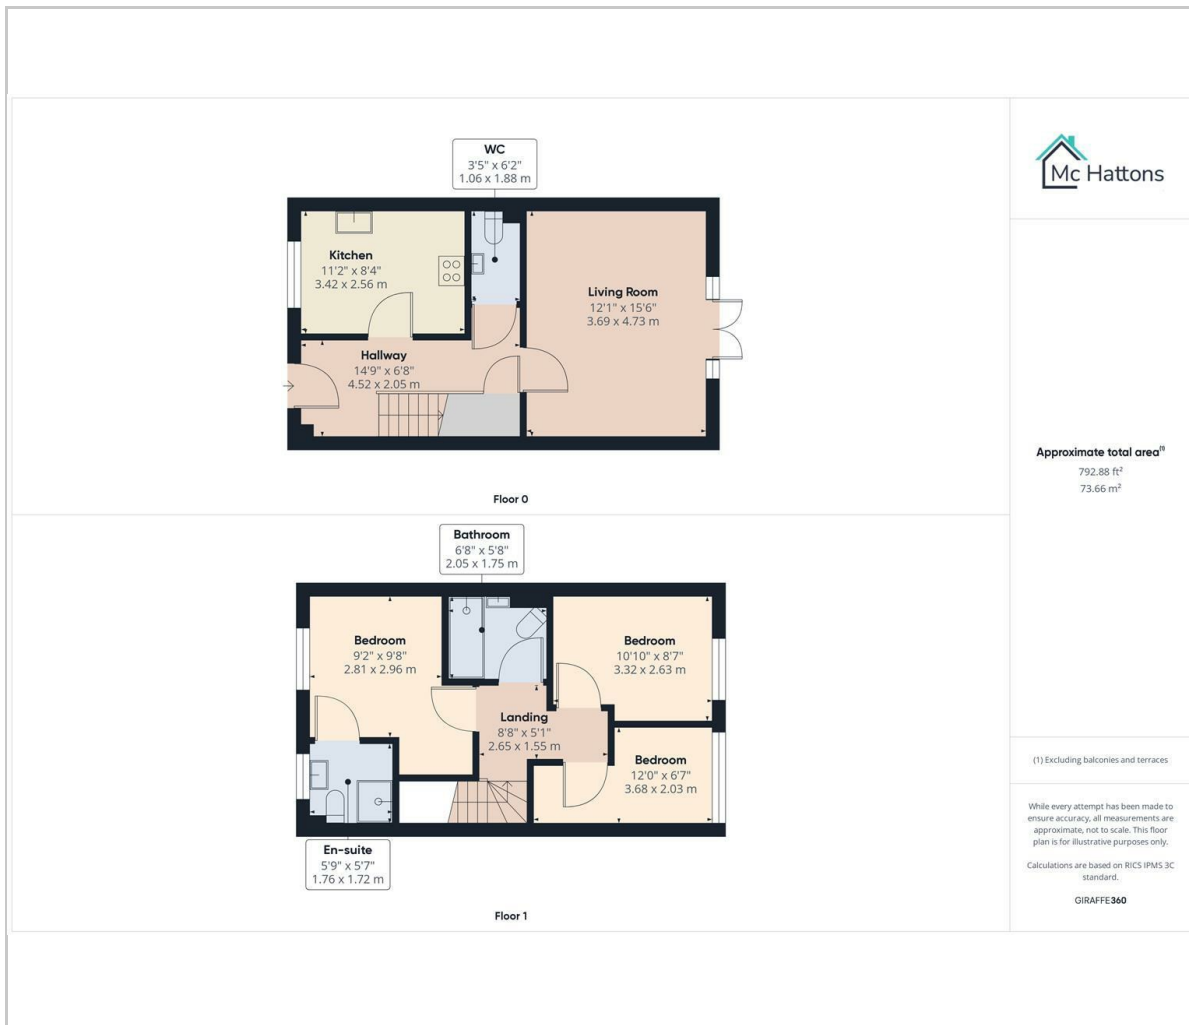 WC
3'5" x 6'2"
1.06 x 1.88 m
Kitchen
11'2" x 8'4"
3.42 x 2.56 m
Living Room
12'1" x 15'6"
3.69 x 4.73 m
Hallway
14'9" x 6'8"
4.52 x 2.05 m
Floor 0
Bathroom
6'8" x 5'8"
2.05 x 1.75 m
Bedroom
9'2" x 9'8"
2.81 x 2.96 m
Bedroom
10'10" x 8'7"
3.32 x 2.63 m
Landing
8'8" x 5'1"
2.65 x 1.55 m
Bedroom
12'0" x 6'7"
3.68 x 2.03 m
En-suite
5'9" x 5'7"
1.76 x 1.72 m
Floor 1
Mc Hattons
Approximate total area⁽¹⁾
792.88 ft²
73.66 m²
(1) Excluding balconies and terraces
While every attempt has been made to
ensure accuracy, all measurements are
approximate, not to scale. This floor
plan is for illustrative purposes only.
Calculations are based on RICS IPMS 3C
standard.
GIRAFFE360